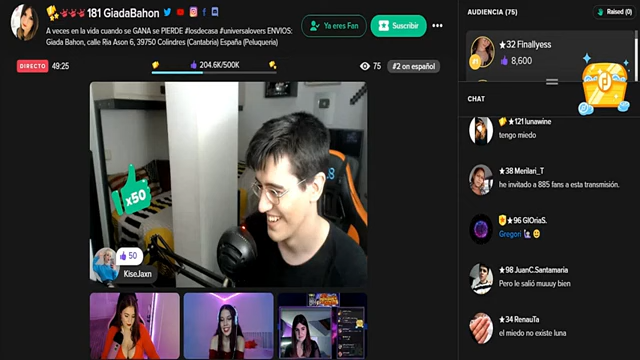 181 GiadaBahon
A veces en la vida cuando se GANA se PIERDE #losdecasa #universalovers ENVIOS:
Giada Bahon, calle Ria Ason 6, 39750 Colindres (Cantabria) España (Peluqueria)
Ya eres Fan
Suscribir
DIRECTO
49:25
204.6K/500K
75
#2 on español
x50
50
KiseJaxn
AUDIENCIA (75)
Raised (0)
32 Finallyess
8,600
CHAT
121 lunawine
tengo miedo
38 Merilari_T
he invitado a 885 fans a esta transmisión.
96 GlOriaS.
Gregori
98 JuanC.Santamaria
Pero le salió muuuy bien
34 RenauTa
el miedo no existe luna